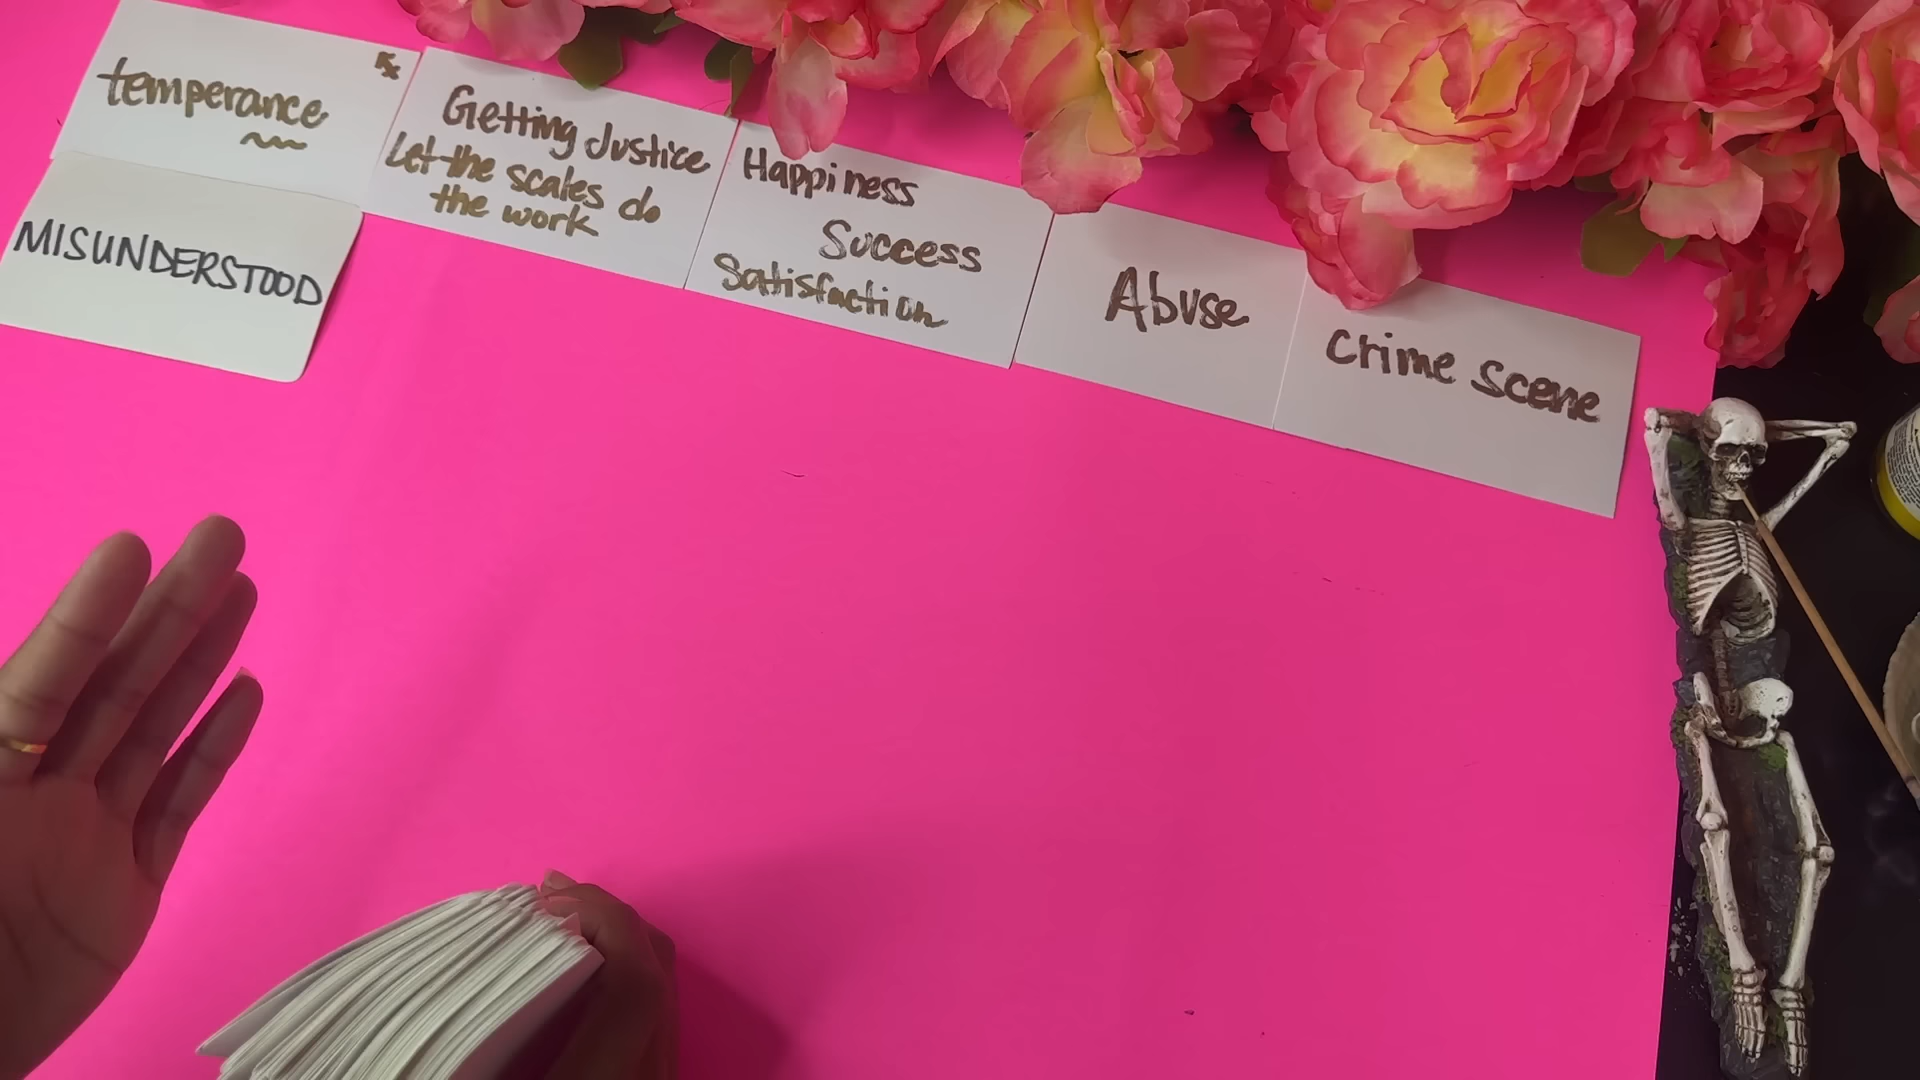 temperance
Getting Justice
Let the scales do
the work
Happiness
Success
Satisfaction
Abuse
Crime Scene
MISUNDERSTOOD